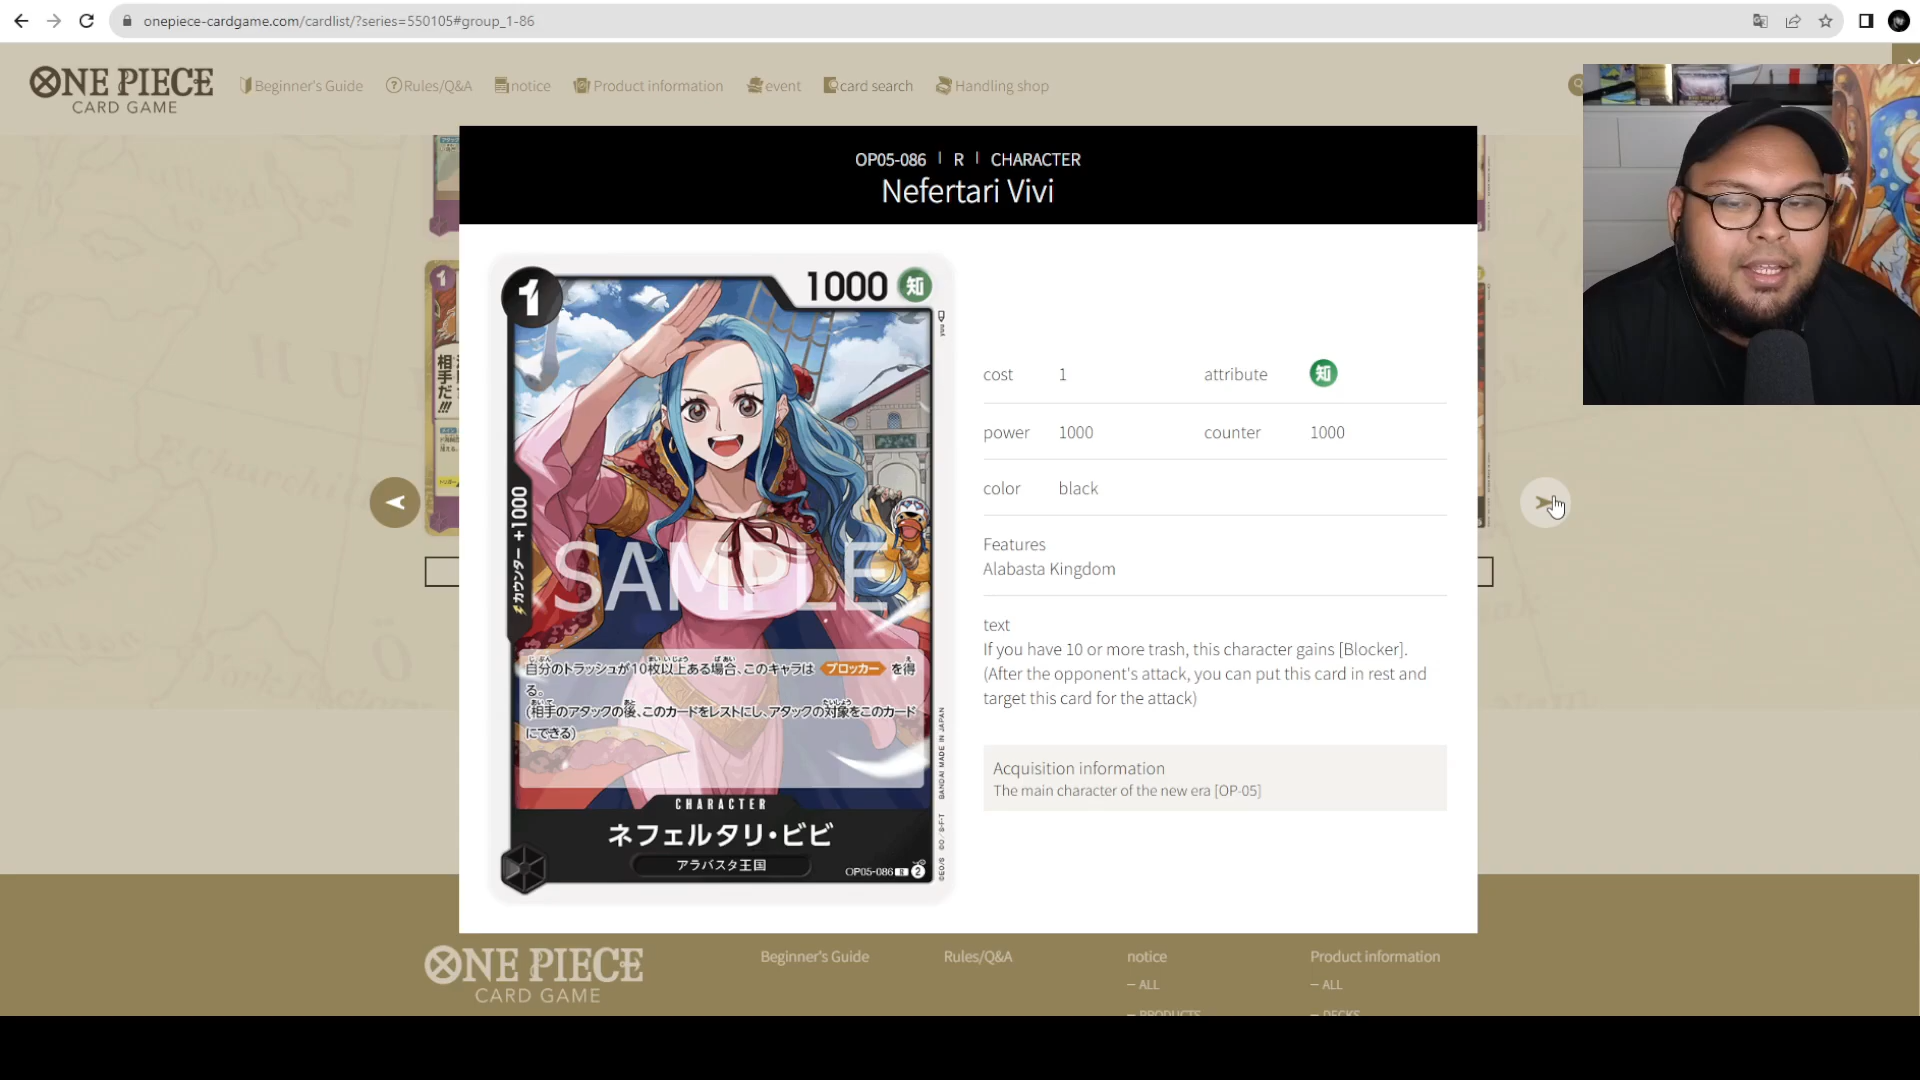 onepiece-cardgame.com/cardlist/?series=550105#group_1-86
ONE PIECE
CARD GAME
Beginner's Guide
Rules/Q&A
notice
Product information
event
card search
Handling shop
OP05-086 | R | CHARACTER
Nefertari Vivi
1
1000 知
カウンター +1000
SAMPLE
自分のトラッシュが10枚以上ある場合、このキャラは ブロッカー を得
る。
(相手のアタックの後、このカードをレストにし、アタックの対象をこのカード
にできる)
BANDAI MADE IN JAPAN
CHARACTER
ネフェルタリ・ビビ
アラバスタ王国
OP05-086 R 2
cost 1 attribute 知
power 1000 counter 1000
color black
Features
Alabasta Kingdom
text
If you have 10 or more trash, this character gains [Blocker].
(After the opponent's attack, you can put this card in rest and
target this card for the attack)
Acquisition information
The main character of the new era [OP-05]
相手だ!!!
ONE PIECE
CARD GAME
Beginner's Guide
Rules/Q&A
notice
Product information
– ALL
– ALL
– PRODUCTS
– DECKS